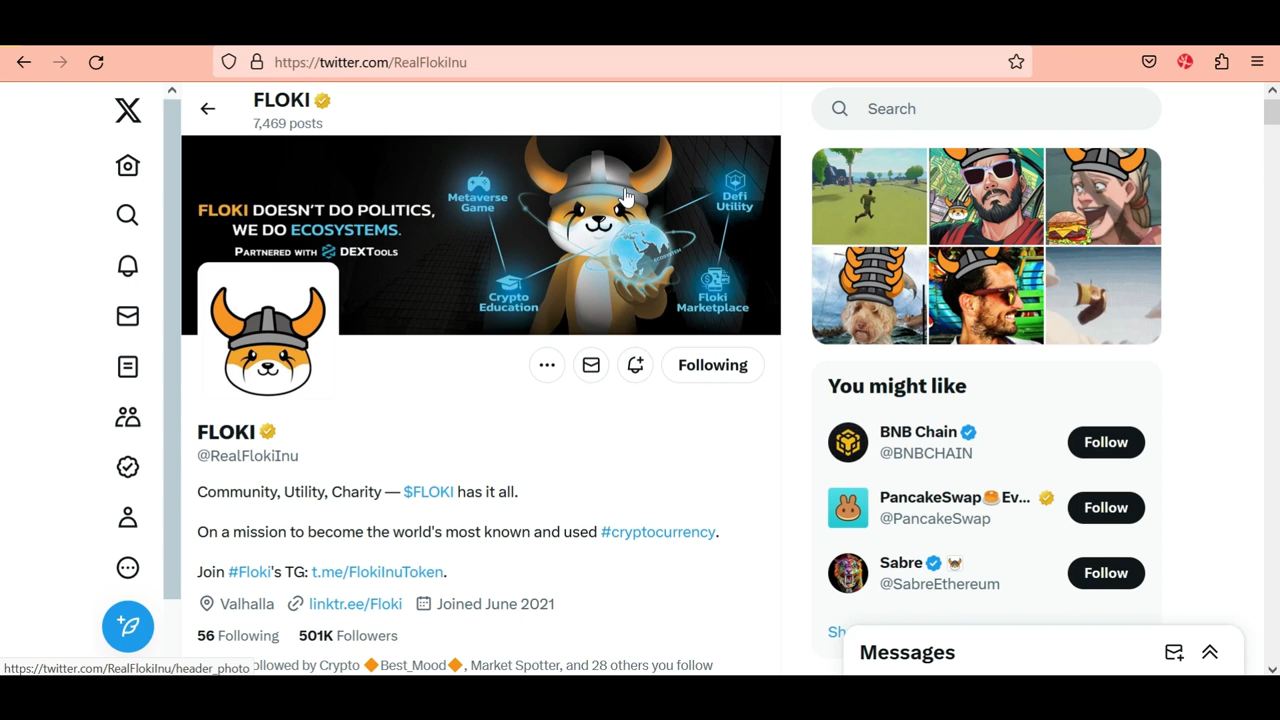 https://twitter.com/RealFlokiInu
FLOKI
7,469 posts
Search
FLOKI DOESN'T DO POLITICS,
WE DO ECOSYSTEMS.
PARTNERED WITH DEXTools
Metaverse
Game
Defi
Utility
Crypto
Education
Floki
Marketplace
ECOSYSTEM
Following
FLOKI
@RealFlokiInu
Community, Utility, Charity — $FLOKI has it all.
On a mission to become the world's most known and used #cryptocurrency.
Join #Floki's TG: t.me/FlokiInuToken.
Valhalla linktr.ee/Floki Joined June 2021
56 Following 501K Followers
ollowed by Crypto 🔶Best_Mood🔶, Market Spotter, and 28 others you follow
https://twitter.com/RealFlokiInu/header_photo
You might like
BNB Chain
@BNBCHAIN
Follow
PancakeSwap🥞Ev...
@PancakeSwap
Follow
Sabre
@SabreEthereum
Follow
Sh
Messages